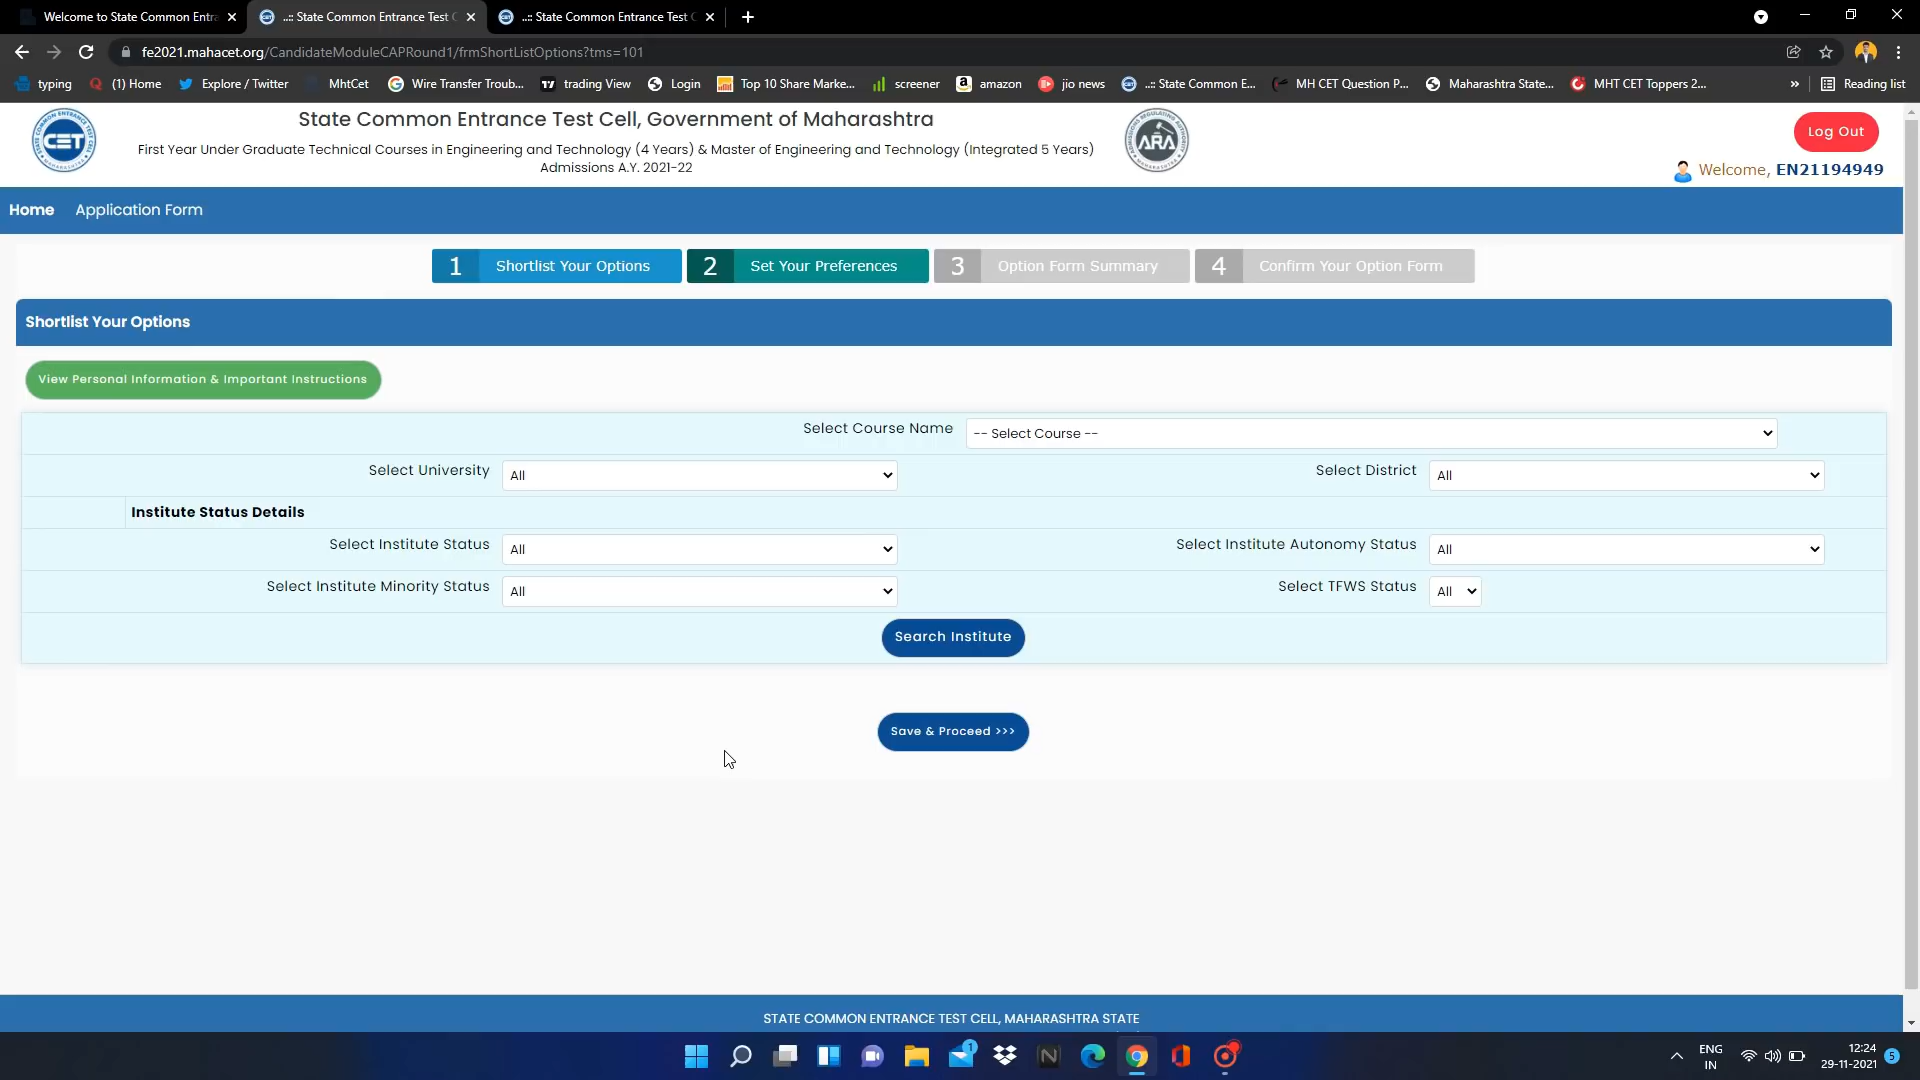 Welcome to State Common Entra
..:: State Common Entrance Test C
..:: State Common Entrance Test C
fe2021.mahacet.org/CandidateModuleCAPRound1/frmShortListOptions?tms=101
typing
(1) Home
Explore / Twitter
MhtCet
Wire Transfer Troub...
trading View
Login
Top 10 Share Marke...
screener
amazon
jio news
..:: State Common E...
MH CET Question P...
Maharashtra State...
MHT CET Toppers 2...
»
Reading list
CET
State Common Entrance Test Cell, Government of Maharashtra
First Year Under Graduate Technical Courses in Engineering and Technology (4 Years) & Master of Engineering and Technology (Integrated 5 Years)
Admissions A.Y. 2021-22
ARA
Log Out
Welcome, EN21194949
Home Application Form
1 Shortlist Your Options
2 Set Your Preferences
3 Option Form Summary
4 Confirm Your Option Form
Shortlist Your Options
View Personal Information & Important Instructions
Select Course Name -- Select Course --
Select University All
Select District All
Institute Status Details
Select Institute Status All
Select Institute Autonomy Status All
Select Institute Minority Status All
Select TFWS Status All
Search Institute
Save & Proceed >>>
STATE COMMON ENTRANCE TEST CELL, MAHARASHTRA STATE
1
ENG
IN
12:24
29-11-2021
5